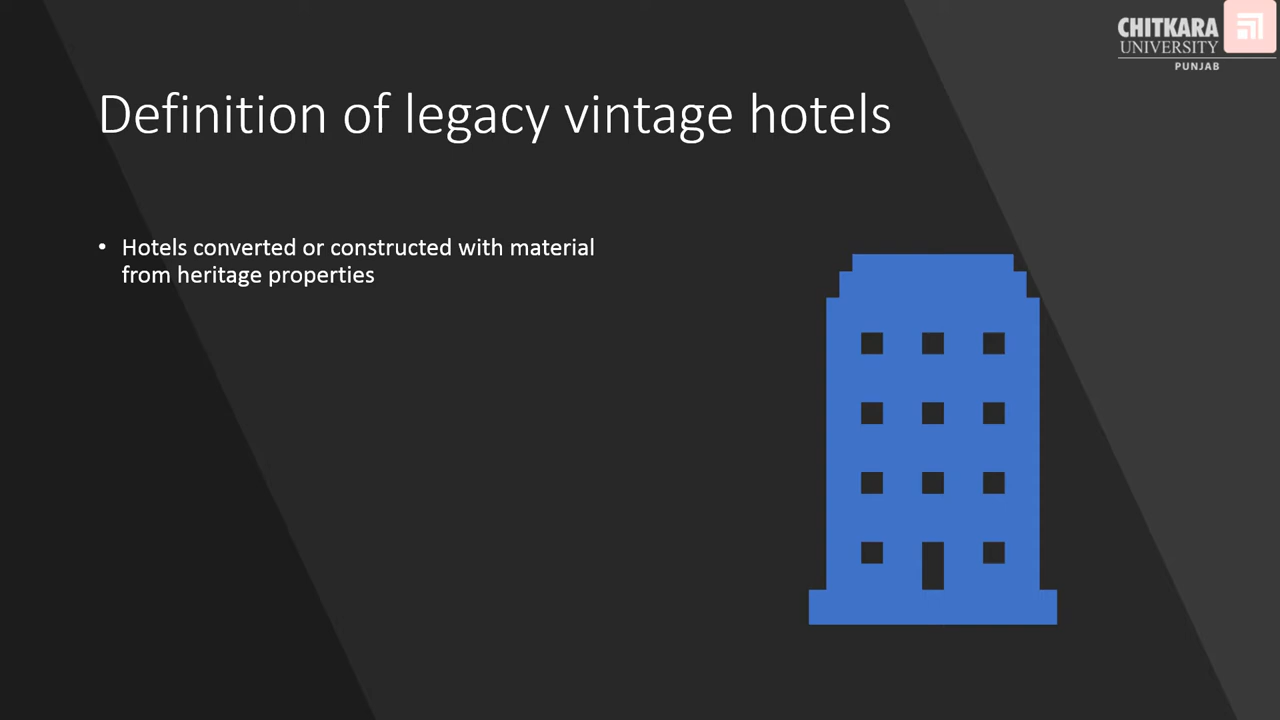 CHITKARA
UNIVERSITY
PUNJAB
Definition of legacy vintage hotels
• Hotels converted or constructed with material
from heritage properties